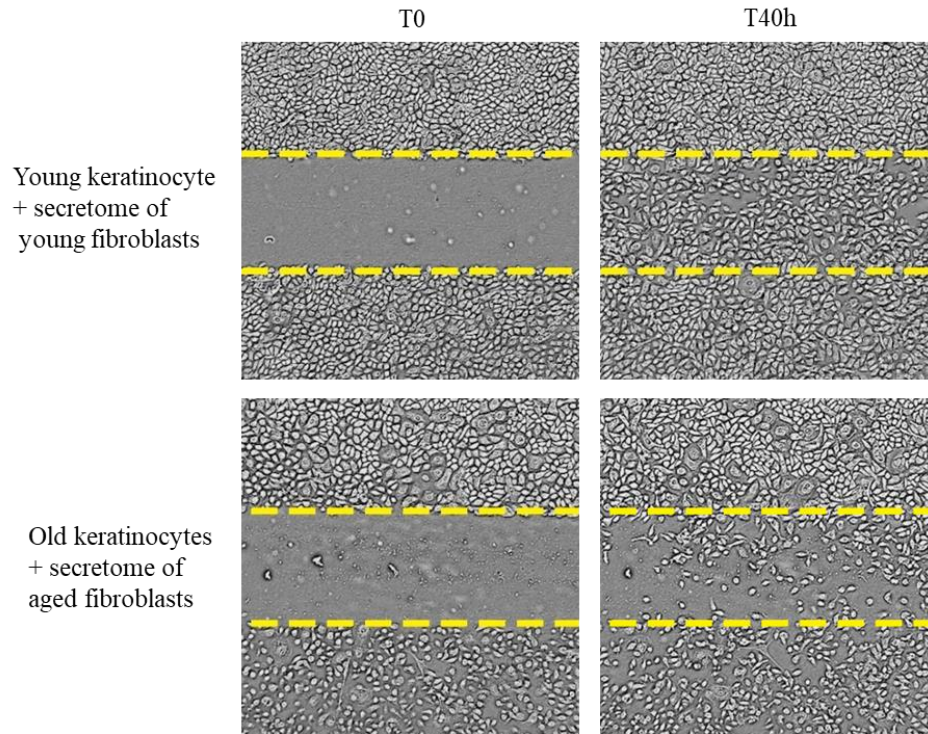 T0
T40h
Young keratinocyte
+ secretome of
young fibroblasts
Old keratinocytes
+ secretome of
aged fibroblasts